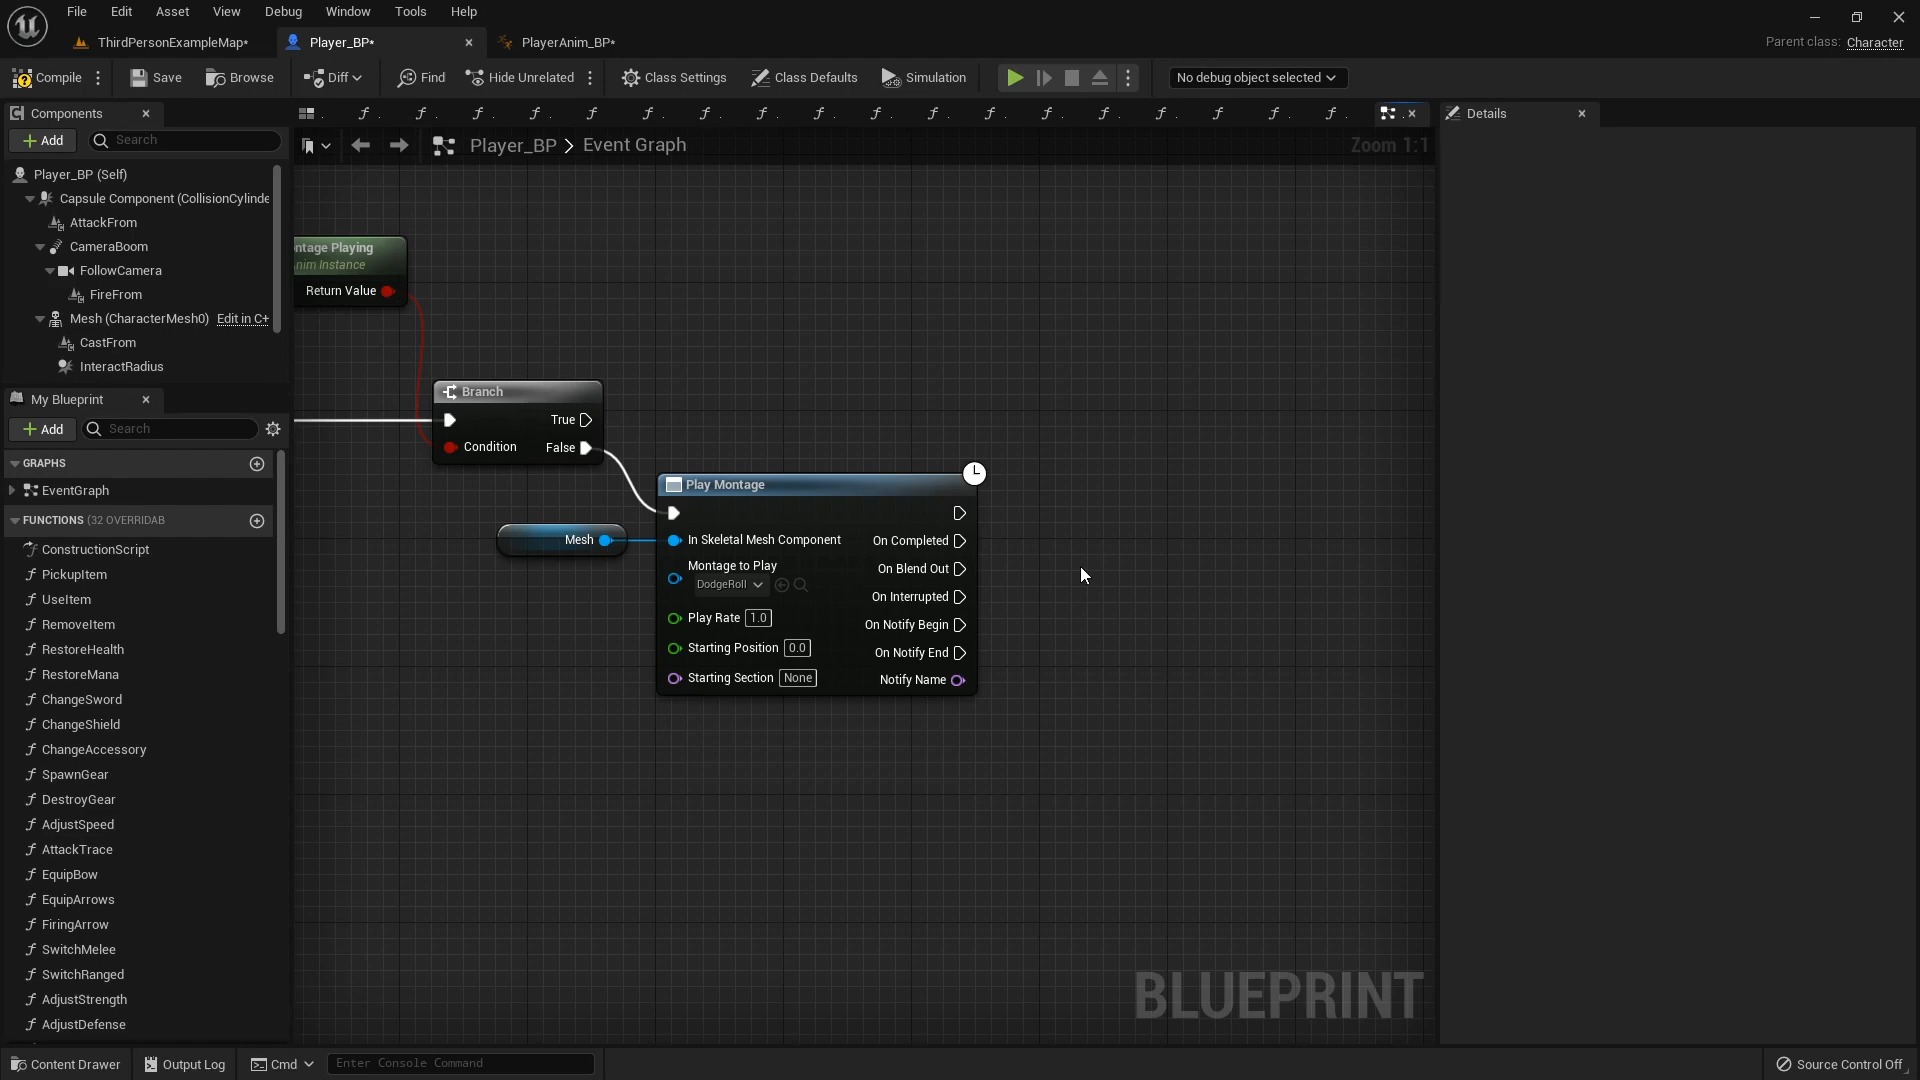 File Edit Asset View Debug Window Tools Help
ThirdPersonExampleMap* Player_BP* PlayerAnim_BP* Parent class: Character
Compile Save Browse Diff Find Hide Unrelated Class Settings Class Defaults Simulation No debug object selected
Components Details
Add Search
Player_BP > Event Graph Zoom 1:1
Player_BP (Self)
Capsule Component (CollisionCylinde
AttackFrom
CameraBoom
FollowCamera
FireFrom
Mesh (CharacterMesh0) Edit in C+
CastFrom
InteractRadius
My Blueprint
Add Search
GRAPHS
EventGraph
FUNCTIONS (32 OVERRIDAB
ConstructionScript
PickupItem
UseItem
RemoveItem
RestoreHealth
RestoreMana
ChangeSword
ChangeShield
ChangeAccessory
SpawnGear
DestroyGear
AdjustSpeed
AttackTrace
EquipBow
EquipArrows
FiringArrow
SwitchMelee
SwitchRanged
AdjustStrength
AdjustDefense
ontage Playing
nim Instance
Return Value
Branch
True
Condition False
Mesh
Play Montage
In Skeletal Mesh Component On Completed
Montage to Play On Blend Out
DodgeRoll
On Interrupted
Play Rate 1.0 On Notify Begin
Starting Position 0.0 On Notify End
Starting Section None Notify Name
BLUEPRINT
Content Drawer Output Log Cmd Enter Console Command Source Control Off